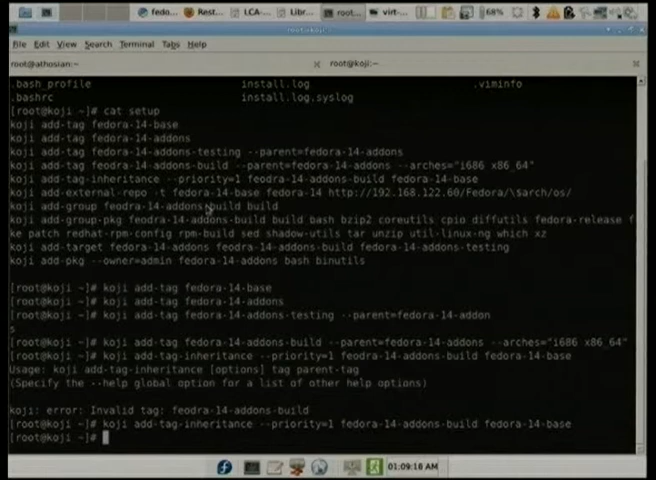 fedo...
Rest...
LCA-...
Libr...
root...
virt-...
68%
root@koji:~
File Edit View Search Terminal Tabs Help
root@athosian:~
root@koji:~
.bash_profile install.log .viminfo
.bashrc install.log.syslog
[root@koji ~]# cat setup
koji add-tag fedora-14-base
koji add-tag fedora-14-addons
koji add-tag fedora-14-addons-testing --parent=fedora-14-addons
koji add-tag fedora-14-addons-build --parent=fedora-14-addons --arches="i686 x86_64"
koji add-tag-inheritance --priority=1 fedora-14-addons-build fedora-14-base
koji add-external-repo -t fedora-14-base fedora-14 http://192.168.122.60/Fedora/\$arch/os/
koji add-group fedora-14-addons-build build
koji add-group-pkg feodra-14-addons-build build bash bzip2 coreutils cpio diffutils fedora-release f
ke patch redhat-rpm-config rpm-build sed shadow-utils tar unzip util-linux-ng which xz
koji add-target fedora-14-addons feodora-14-addons-build fedora-14-addons-testing
koji add-pkg --owner=admin fedora-14-addons bash binutils
[root@koji ~]# koji add-tag fedora-14-base
[root@koji ~]# koji add-tag fedora-14-addons
[root@koji ~]# koji add-tag fedora-14-addons-testing --parent=fedora-14-addon
s
[root@koji ~]# koji add-tag fedora-14-addons-build --parent=fedora-14-addons --arches="i686 x86_64"
[root@koji ~]# koji add-tag-inheritance --priority=1 feodra-14-addons-build fedora-14-base
Usage: koji add-tag-inheritance [options] tag parent-tag
(Specify the --help global option for a list of other help options)
koji: error: Invalid tag: feodra-14-addons-build
[root@koji ~]# koji add-tag-inheritance --priority=1 fedora-14-addons-build fedora-14-base
[root@koji ~]#
01:09:16 AM